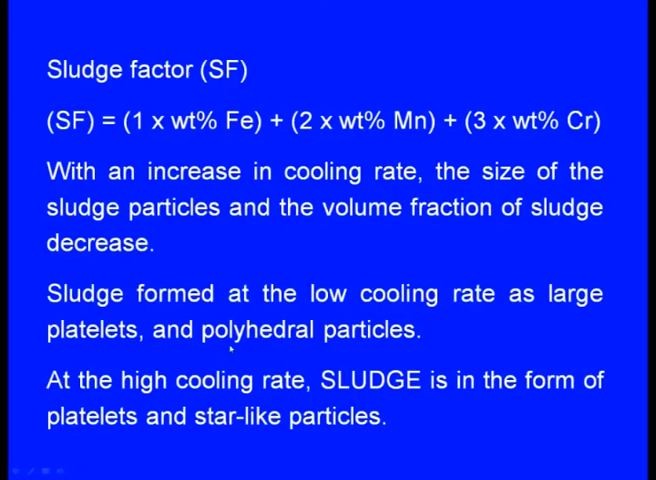 Sludge factor (SF)
(SF) = (1 x wt% Fe) + (2 x wt% Mn) + (3 x wt% Cr)
With an increase in cooling rate, the size of the
sludge particles and the volume fraction of sludge
decrease.
Sludge formed at the low cooling rate as large
platelets, and polyhedral particles.
At the high cooling rate, SLUDGE is in the form of
platelets and star-like particles.